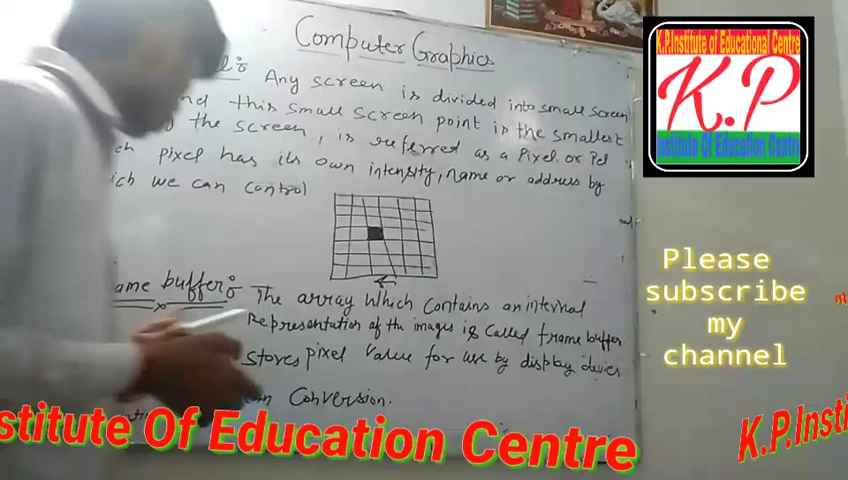 Computer Graphics
Any screen is divided into small screen
this small screen point is the smallest
the screen, is referred as a Pixel or Pel
pixel has its own intensity, name or address by
we can control
buffer: The array which contains an internal
Representation of the images is called frame buffer
stores pixel value for use by display devies
Conversion.
K.P.Institute of Educational Centre
K.P
Institute Of Education Centre
Please
subscribe
my
channel
stitute Of Education Centre
K.P.Insti